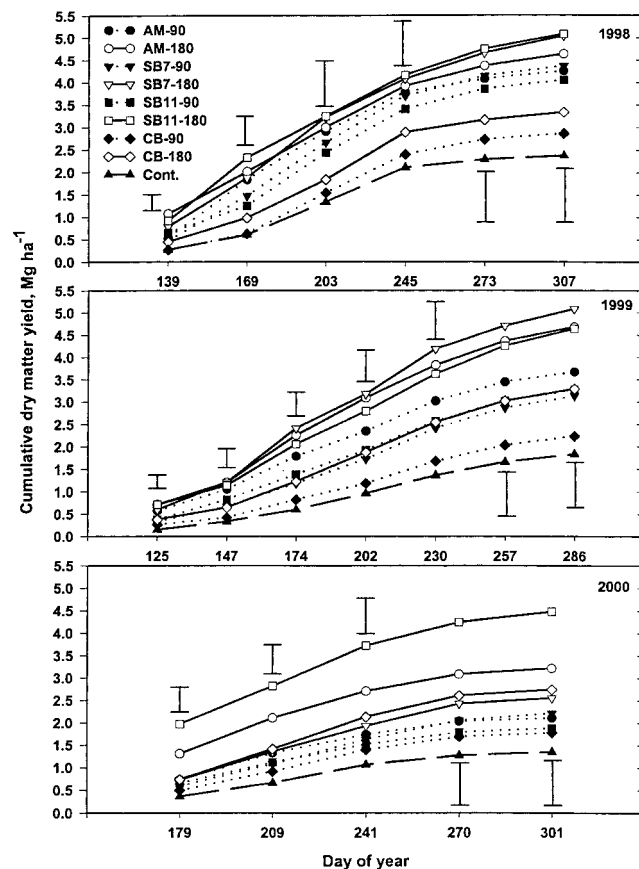 5.5
5.0
4.5
4.0
3.5
3.0
2.5
2.0
1.5
1.0
0.5
0.0
AM-90
AM-180
SB7-90
SB7-180
SB11-90
SB11-180
CB-90
CB-180
Cont.
1998
139 169 203 245 273 307
5.5
5.0
4.5
4.0
3.5
3.0
2.5
2.0
1.5
1.0
0.5
0.0
1999
125 147 174 202 230 257 286
5.5
5.0
4.5
4.0
3.5
3.0
2.5
2.0
1.5
1.0
0.5
0.0
2000
179 209 241 270 301
Cumulative dry matter yield, Mg ha⁻¹
Day of year